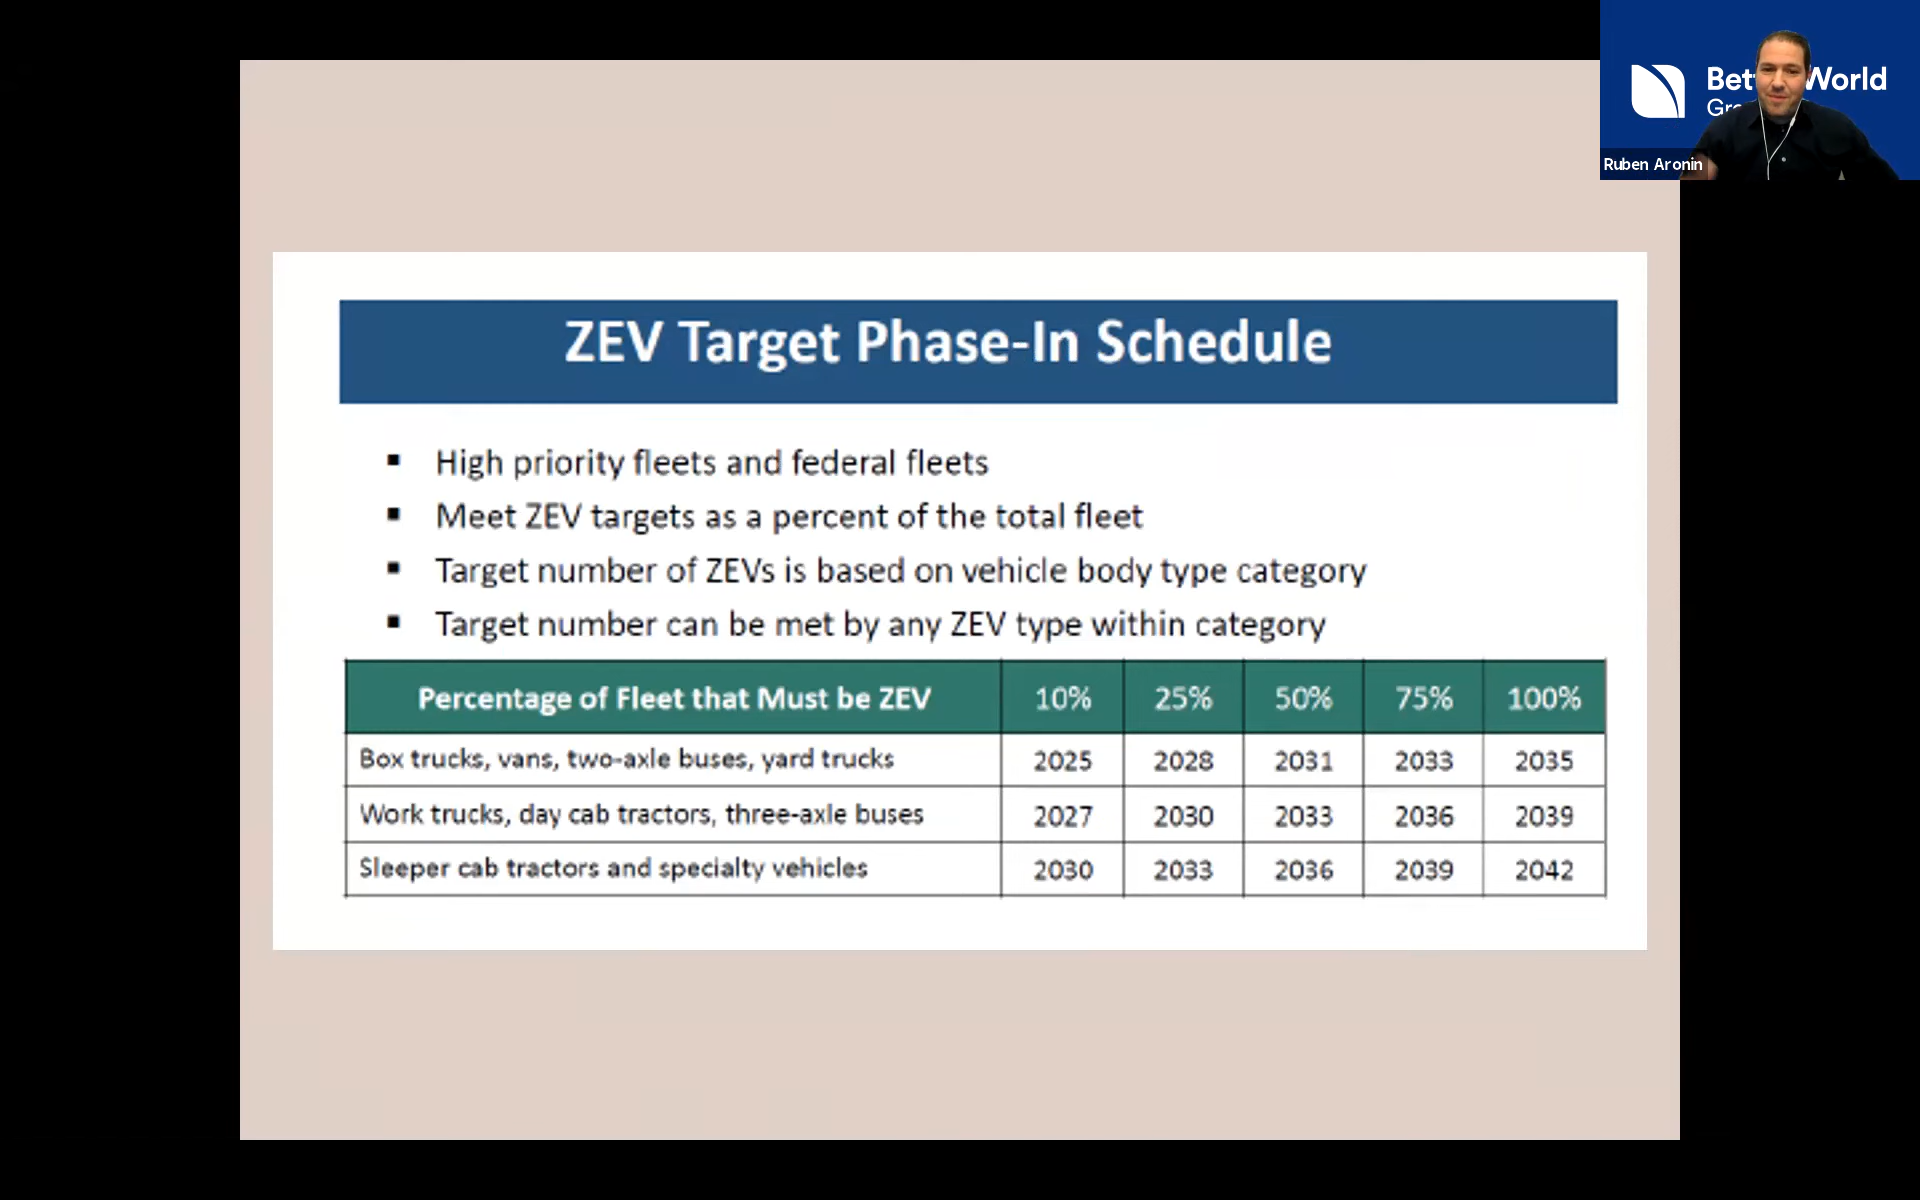 Bet World
Gr
Ruben Aronin
ZEV Target Phase-In Schedule
▪ High priority fleets and federal fleets
▪ Meet ZEV targets as a percent of the total fleet
▪ Target number of ZEVs is based on vehicle body type category
▪ Target number can be met by any ZEV type within category
Percentage of Fleet that Must be ZEV 10% 25% 50% 75% 100%
Box trucks, vans, two-axle buses, yard trucks 2025 2028 2031 2033 2035
Work trucks, day cab tractors, three-axle buses 2027 2030 2033 2036 2039
Sleeper cab tractors and specialty vehicles 2030 2033 2036 2039 2042